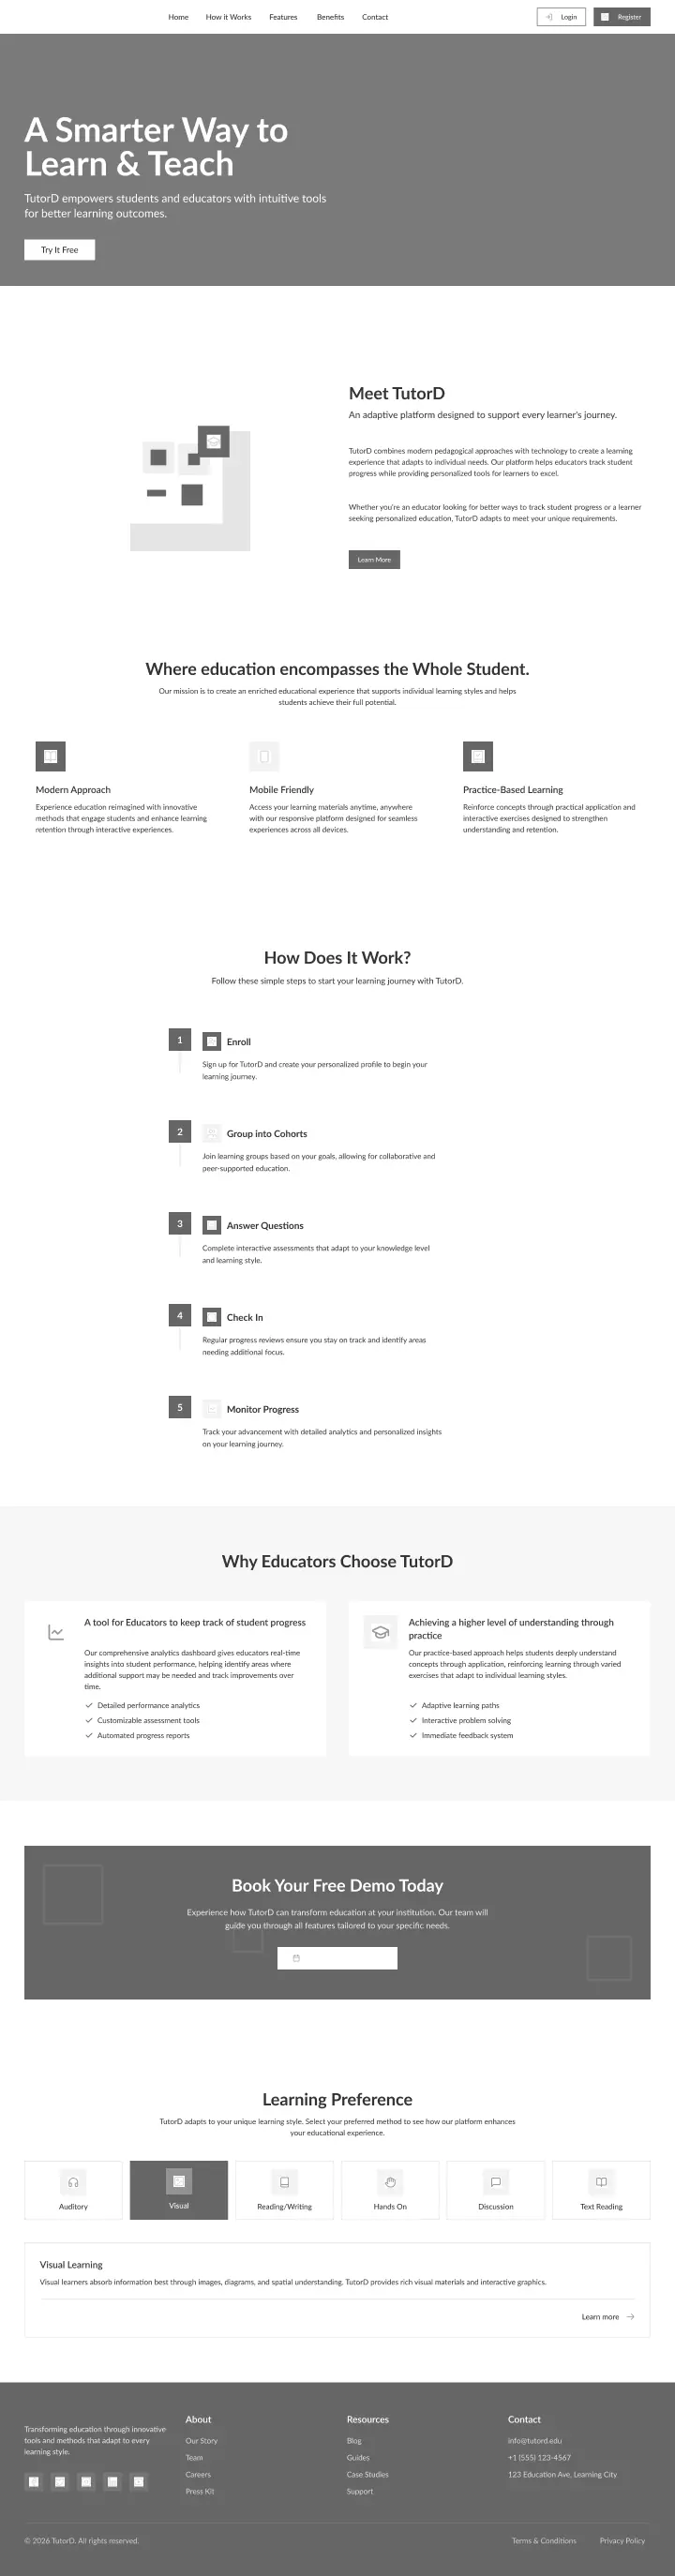 Home How it Works Features Benefits Contact Login Register
A Smarter Way to
Learn & Teach
TutorD empowers students and educators with intuitive tools
for better learning outcomes.
Try It Free
Meet TutorD
An adaptive platform designed to support every learner's journey.
TutorD combines modern pedagogical approaches with technology to create a learning
experience that adapts to individual needs. Our platform helps educators track student
progress while providing personalized tools for learners to excel.
Whether you're an educator looking for better ways to track student progress or a learner
seeking personalized education, TutorD adapts to meet your unique requirements.
Learn More
Where education encompasses the Whole Student.
Our mission is to create an enriched educational experience that supports individual learning styles and helps
students achieve their full potential.
Modern Approach
Experience education reimagined with innovative
methods that engage students and enhance learning
retention through interactive experiences.
Mobile Friendly
Access your learning materials anytime, anywhere
with our responsive platform designed for seamless
experiences across all devices.
Practice-Based Learning
Reinforce concepts through practical application and
interactive exercises designed to strengthen
understanding and retention.
How Does It Work?
Follow these simple steps to start your learning journey with TutorD.
1 Enroll
Sign up for TutorD and create your personalized profile to begin your
learning journey.
2 Group into Cohorts
Join learning groups based on your goals, allowing for collaborative and
peer-supported education.
3 Answer Questions
Complete interactive assessments that adapt to your knowledge level
and learning style.
4 Check In
Regular progress reviews ensure you stay on track and identify areas
needing additional focus.
5 Monitor Progress
Track your advancement with detailed analytics and personalized insights
on your learning journey.
Why Educators Choose TutorD
A tool for Educators to keep track of student progress
Our comprehensive analytics dashboard gives educators real-time
insights into student performance, helping identify areas where
additional support may be needed and track improvements over
time.
Detailed performance analytics
Customizable assessment tools
Automated progress reports
Achieving a higher level of understanding through
practice
Our practice-based approach helps students deeply understand
concepts through application, reinforcing learning through varied
exercises that adapt to individual learning styles.
Adaptive learning paths
Interactive problem solving
Immediate feedback system
Book Your Free Demo Today
Experience how TutorD can transform education at your institution. Our team will
guide you through all features tailored to your specific needs.
Learning Preference
TutorD adapts to your unique learning style. Select your preferred method to see how our platform enhances
your educational experience.
Auditory Visual Reading/Writing Hands On Discussion Text Reading
Visual Learning
Visual learners absorb information best through images, diagrams, and spatial understanding. TutorD provides rich visual materials and interactive graphics.
Learn more
Transforming education through innovative
tools and methods that adapt to every
learning style.
About
Our Story
Team
Careers
Press Kit
Resources
Blog
Guides
Case Studies
Support
Contact
info@tutord.edu
+1 (555) 123-4567
123 Education Ave, Learning City
© 2026 TutorD. All rights reserved.
Terms & Conditions Privacy Policy